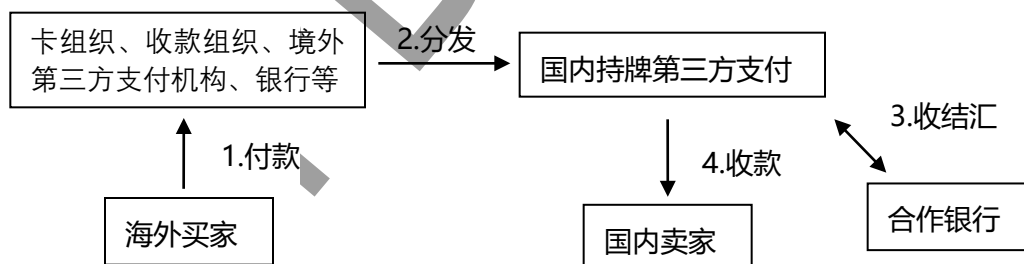 卡组织、收款组织、境外
第三方支付机构、银行等
2.分发
国内持牌第三方支付
3.收结汇
1.付款
4.收款
海外买家
国内卖家
合作银行